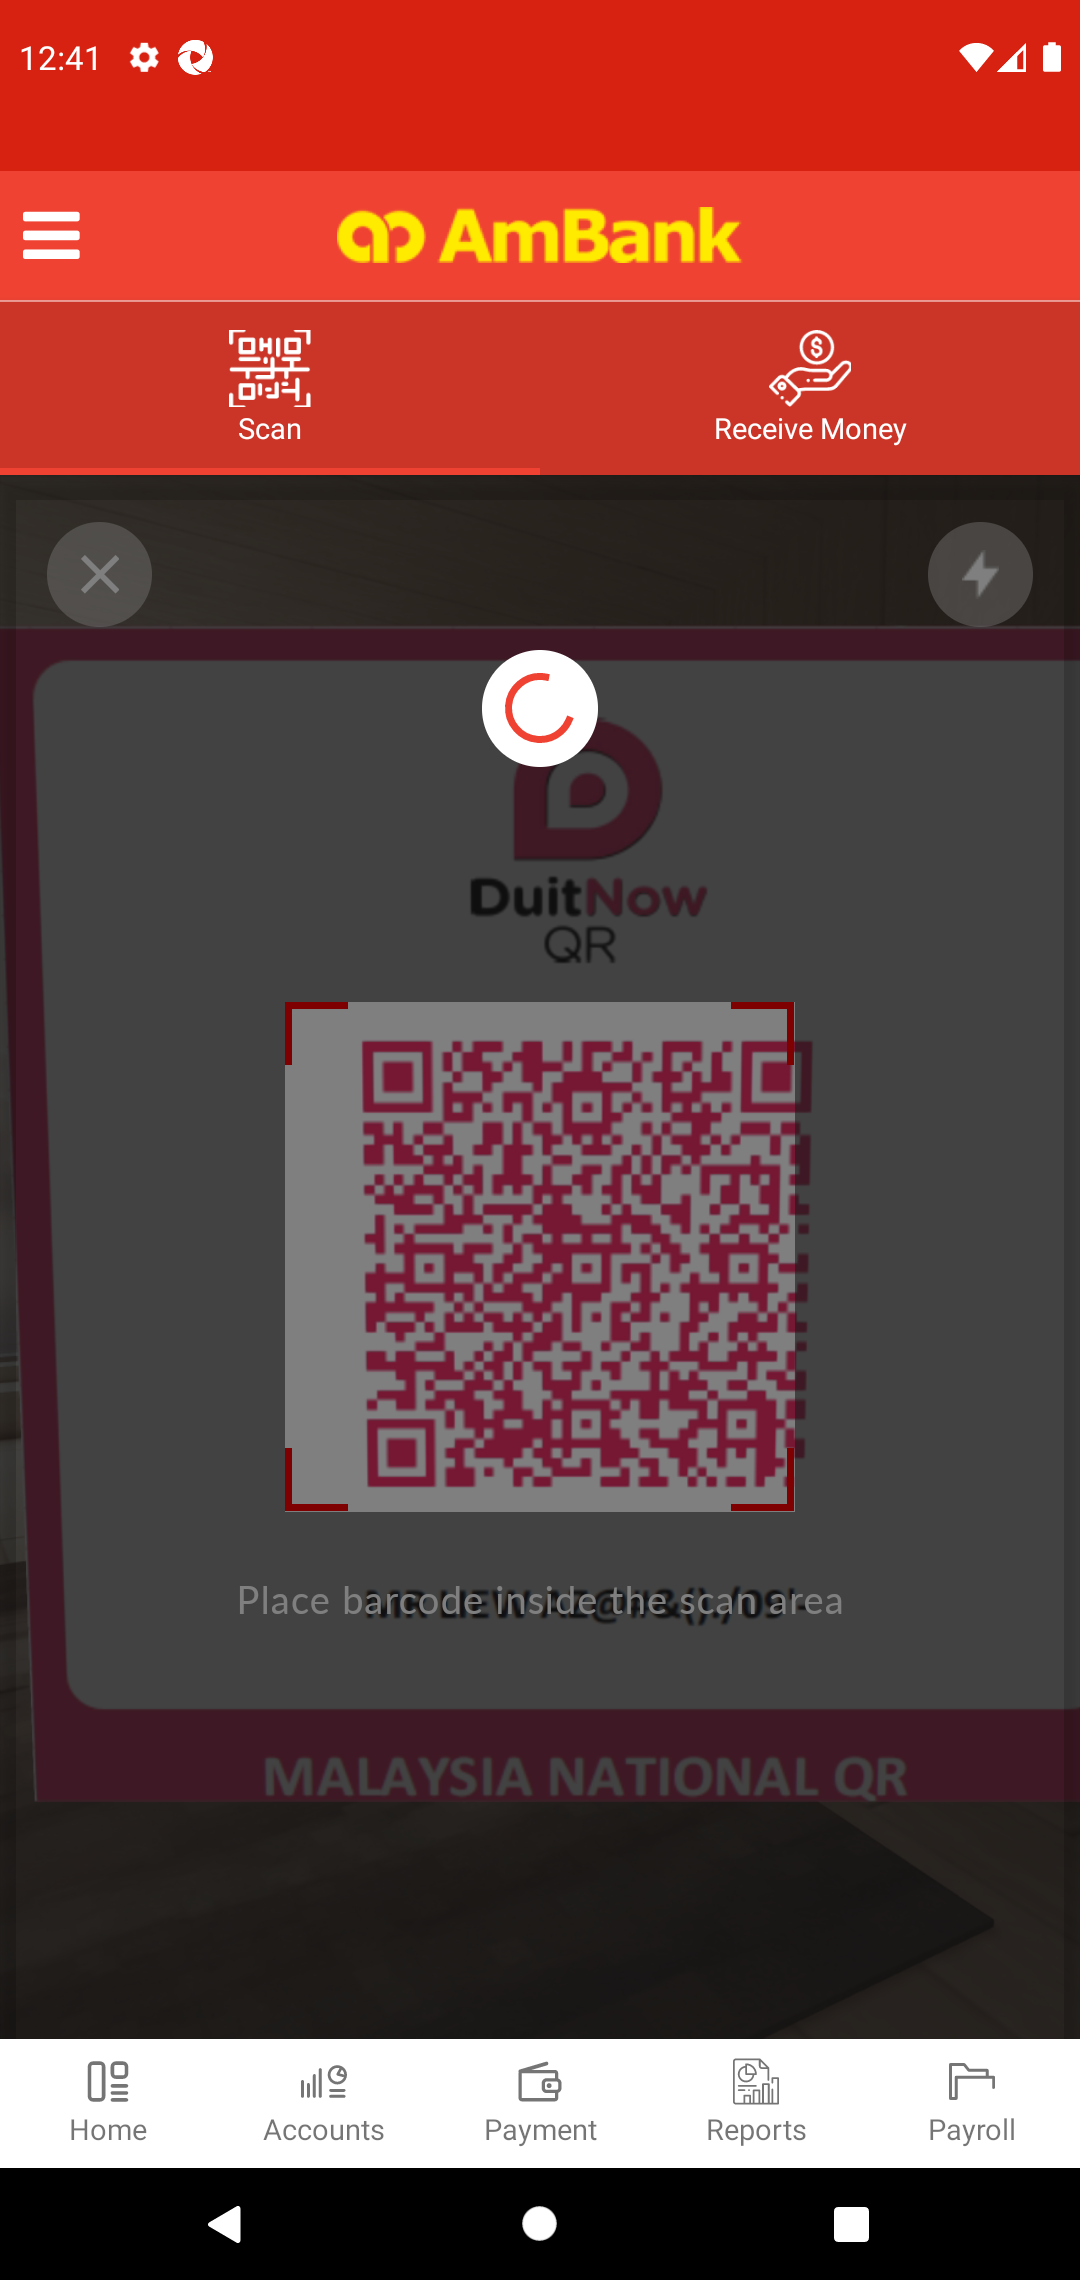 12:41
AmBank
Scan
Receive Money
DuitNow
QR
Place barcode inside the scan area
MALAYSIA NATIONAL QR
Home
Accounts
Payment
Reports
Payroll